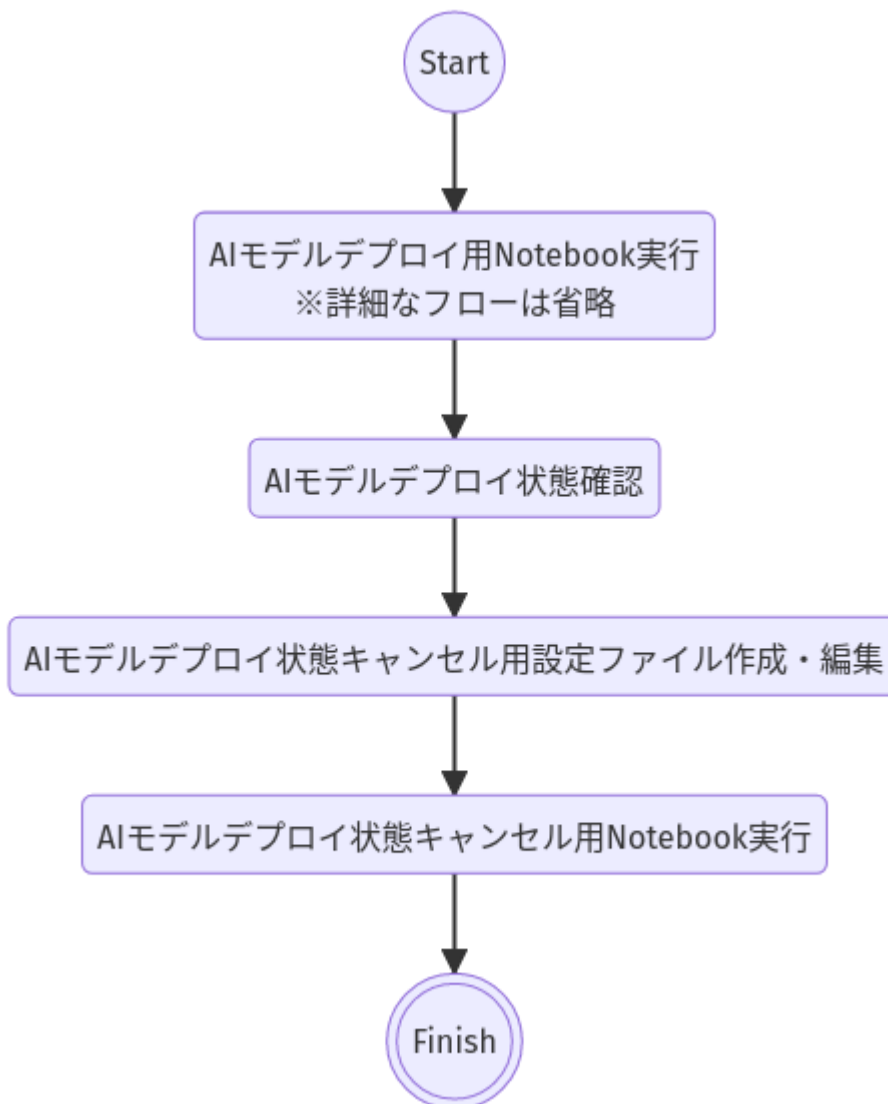 Start
AIモデルデプロイ用Notebook実行
※詳細なフローは省略
AIモデルデプロイ状態確認
AIモデルデプロイ状態キャンセル用設定ファイル作成・編集
AIモデルデプロイ状態キャンセル用Notebook実行
Finish